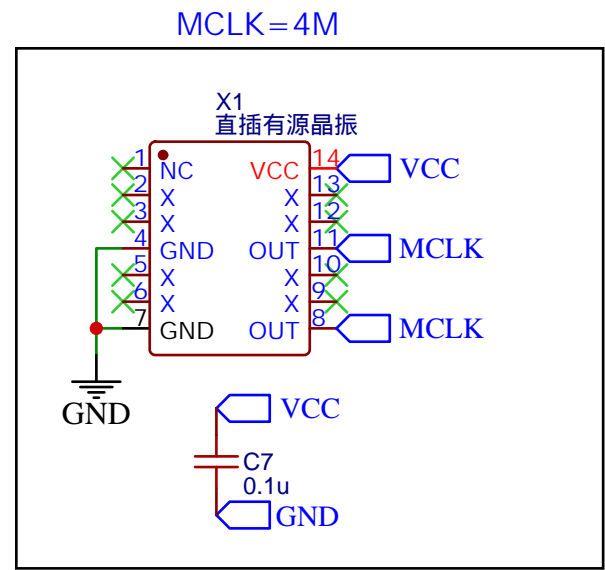 MCLK=4M
X1
直插有源晶振
1 NC VCC 14 VCC
2 X X 13
3 X X 12
4 GND OUT 11 MCLK
5 X X 10
6 X X 9
7 GND OUT 8 MCLK
GND
VCC
C7
0.1u
GND